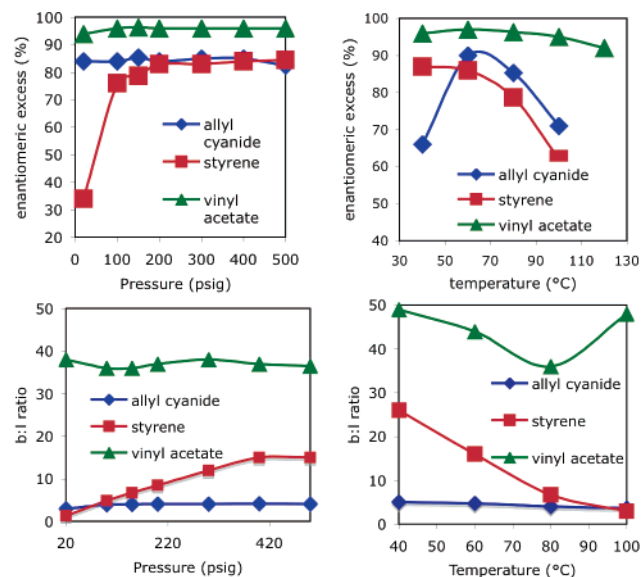 enantiomeric excess (%)
100
90
80
70
60
50
40
30
20
allyl
cyanide
styrene
vinyl
acetate
0 100 200 300 400 500
Pressure (psig)
enantiomeric excess (%)
100
90
80
70
60
50
40
allyl cyanide
styrene
vinyl acetate
30 50 70 90 110 130
temperature (°C)
b:l ratio
50
40
30
20
10
0
allyl cyanide
styrene
vinyl acetate
20 220 420
Pressure (psig)
b:l ratio
50
40
30
20
10
0
allyl cyanide
styrene
vinyl acetate
40 50 60 70 80 90 100
Temperature (°C)